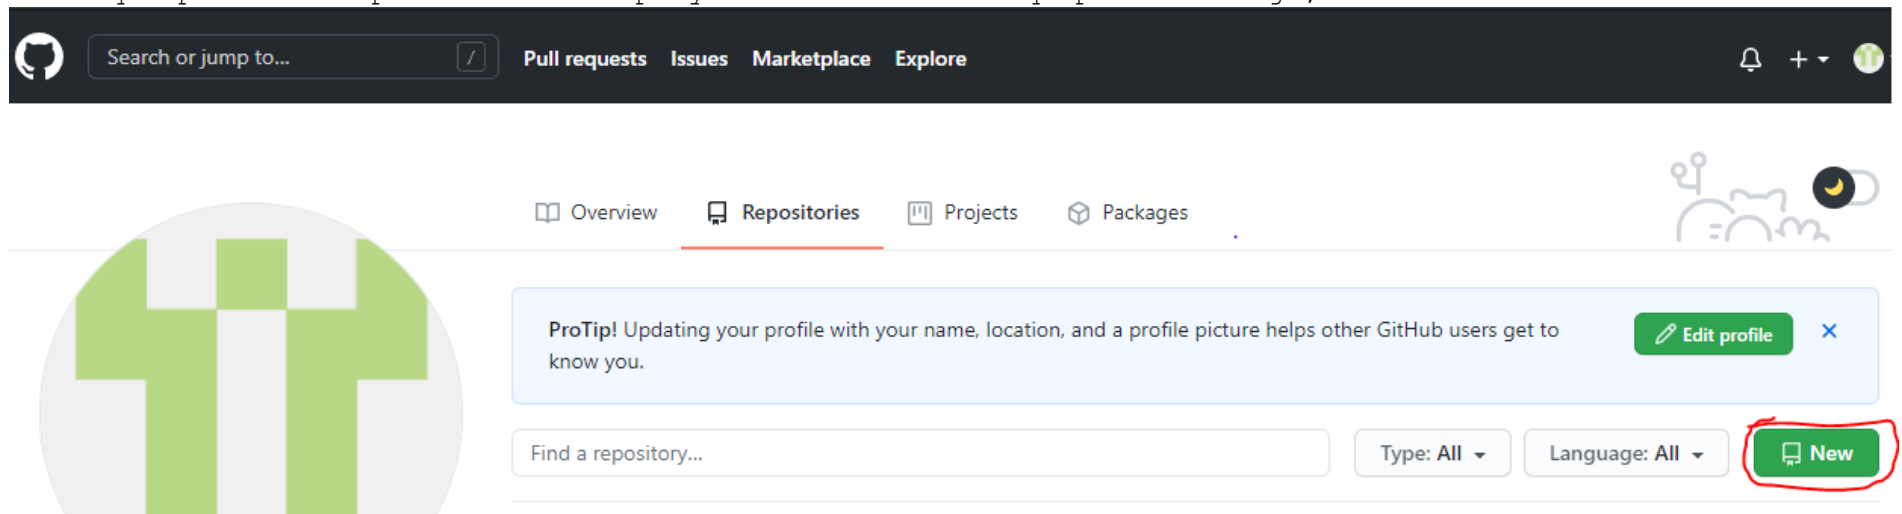 Search or jump to... /
Pull requests Issues Marketplace Explore
Overview Repositories Projects Packages
ProTip! Updating your profile with your name, location, and a profile picture helps other GitHub users get to
know you.
Edit profile
Find a repository...
Type: All
Language: All
New